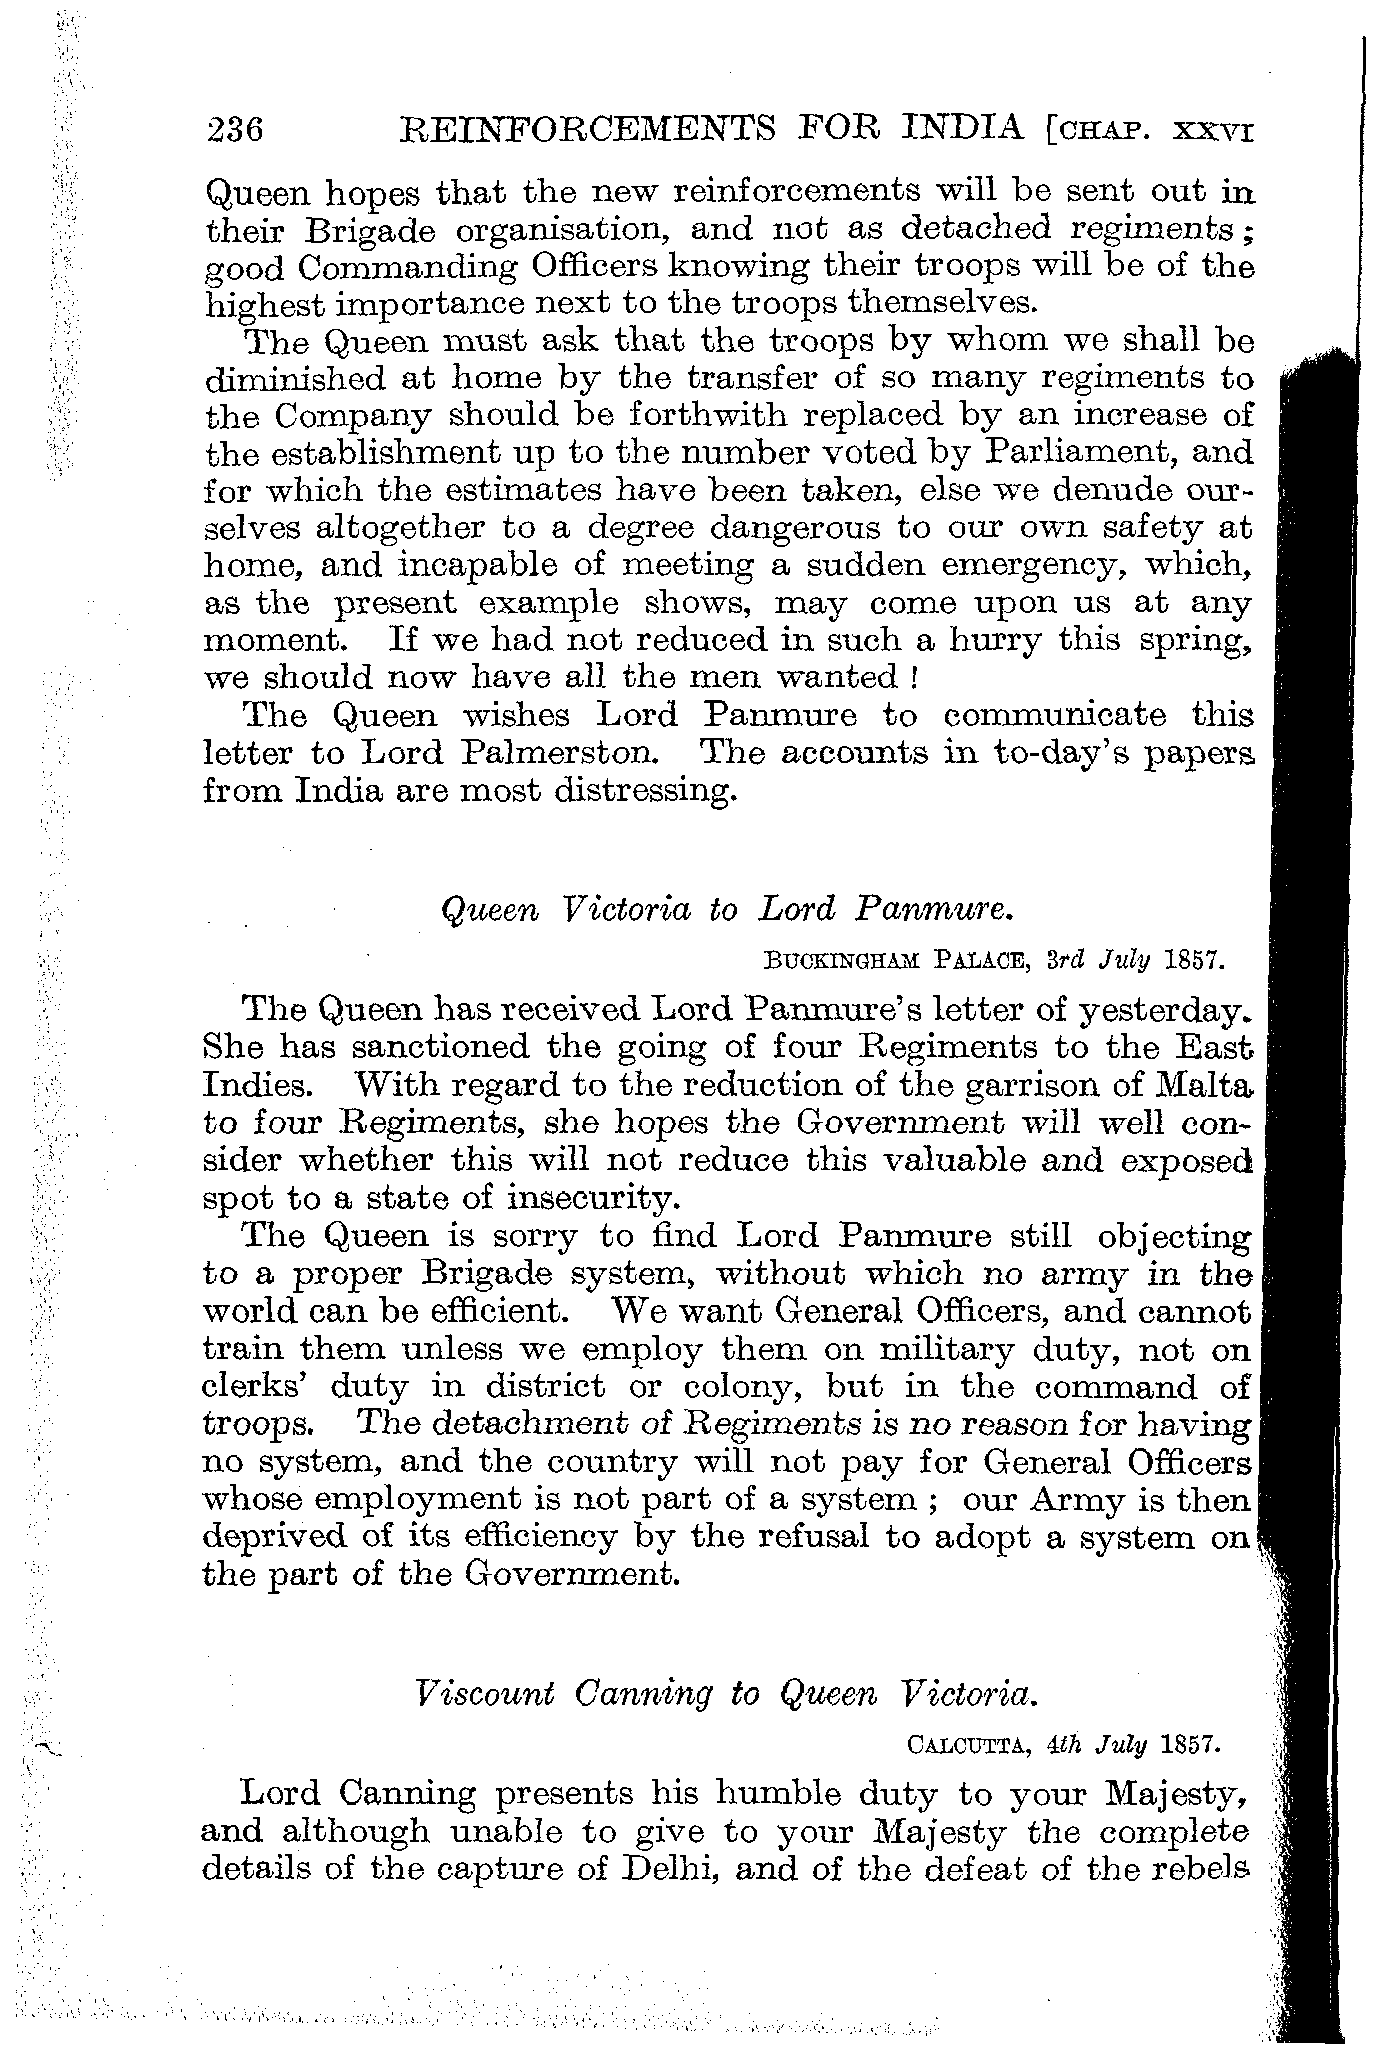 236 REINFORCEMENTS FOR INDIA [CHAP. XXVI
Queen hopes that the new reinforcements will be sent out in
their Brigade organisation, and not as detached regiments;
good Commanding Officers knowing their troops will be of the
highest importance next to the troops themselves.
The Queen must ask that the troops by whom we shall be
diminished at home by the transfer of so many regiments to
the Company should be forthwith replaced by an increase of
the establishment up to the number voted by Parliament, and
for which the estimates have been taken, else we denude our-
selves altogether to a degree dangerous to our own safety at
home, and incapable of meeting a sudden emergency, which,
as the present example shows, may come upon us at any
moment. If we had not reduced in such a hurry this spring,
we should now have all the men wanted !
The Queen wishes Lord Panmure to communicate this
letter to Lord Palmerston. The accounts in to-day's papers
from India are most distressing.
Queen Victoria to Lord Panmure.
BUCKINGHAM PALACE, 3rd July 1857.
The Queen has received Lord Panmure's letter of yesterday.
She has sanctioned the going of four Regiments to the East
Indies. With regard to the reduction of the garrison of Malta
to four Regiments, she hopes the Government will well con-
sider whether this will not reduce this valuable and exposed
spot to a state of insecurity.
The Queen is sorry to find Lord Panmure still objecting
to a proper Brigade system, without which no army in the
world can be efficient. We want General Officers, and cannot
train them unless we employ them on military duty, not on
clerks' duty in district or colony, but in the command of
troops. The detachment of Regiments is no reason for having
no system, and the country will not pay for General Officers
whose employment is not part of a system ; our Army is then
deprived of its efficiency by the refusal to adopt a system on
the part of the Government.
Viscount Canning to Queen Victoria.
CALCUTTA, 4th July 1857.
Lord Canning presents his humble duty to your Majesty,
and although unable to give to your Majesty the complete
details of the capture of Delhi, and of the defeat of the rebels